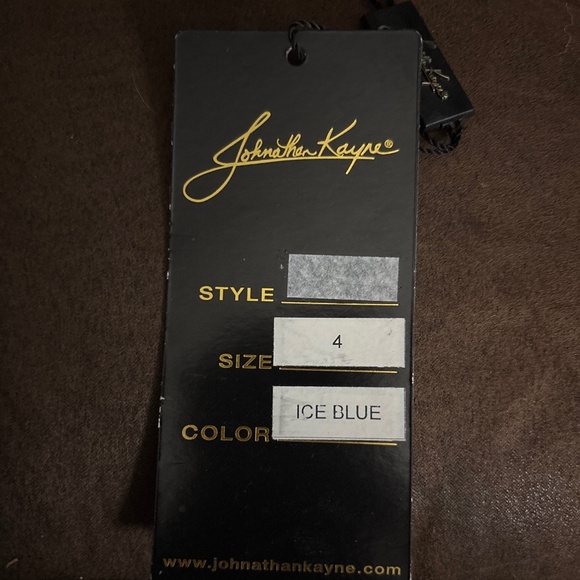 Johnathan Kayne®
STYLE
SIZE 4
COLOR ICE BLUE
www.johnathankayne.com